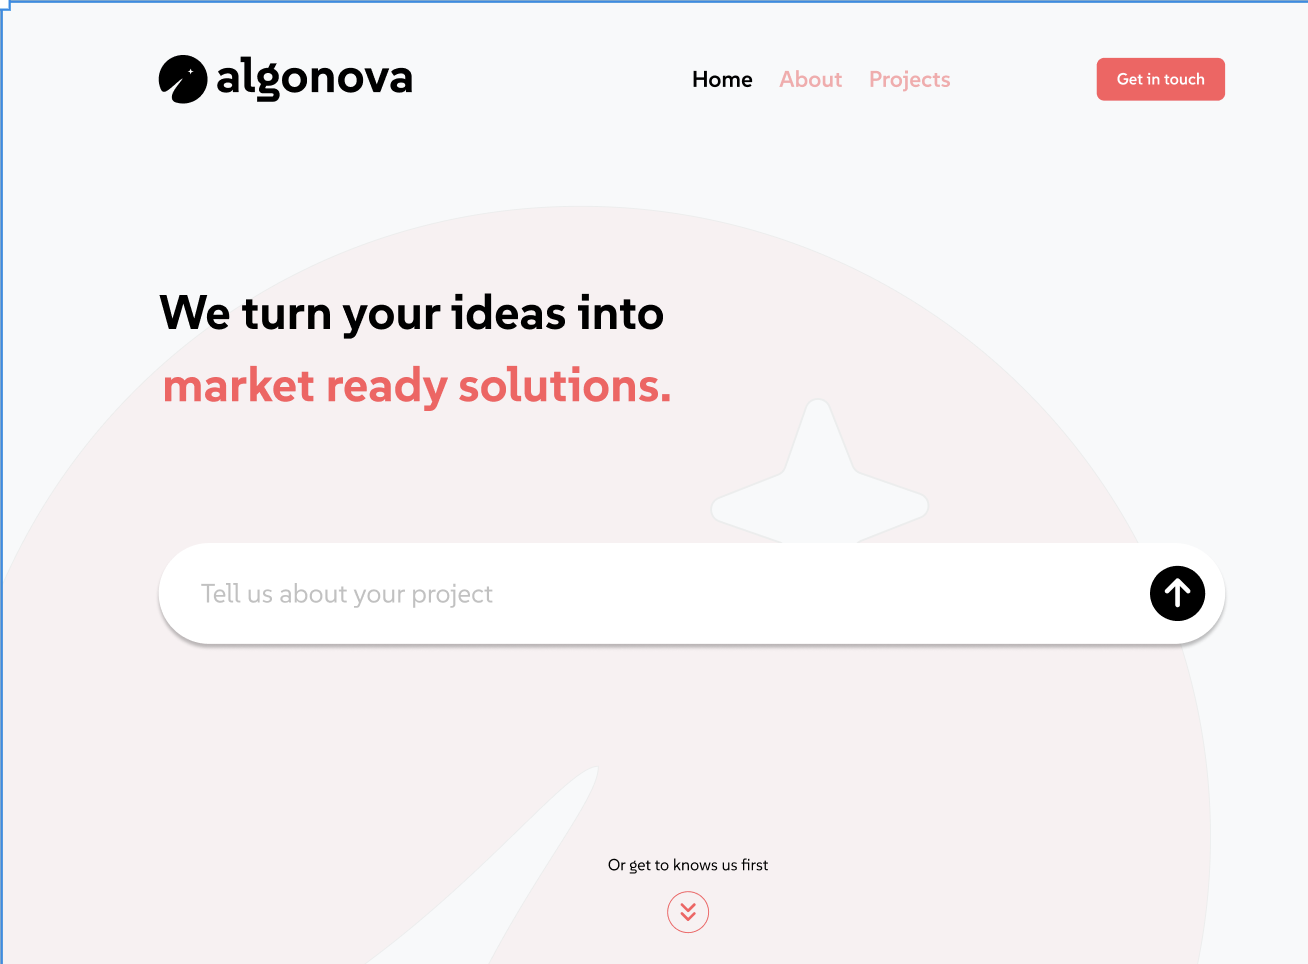 algonova
Home About Projects
Get in touch
We turn your ideas into
market ready solutions.
Tell us about your project
Or get to knows us first